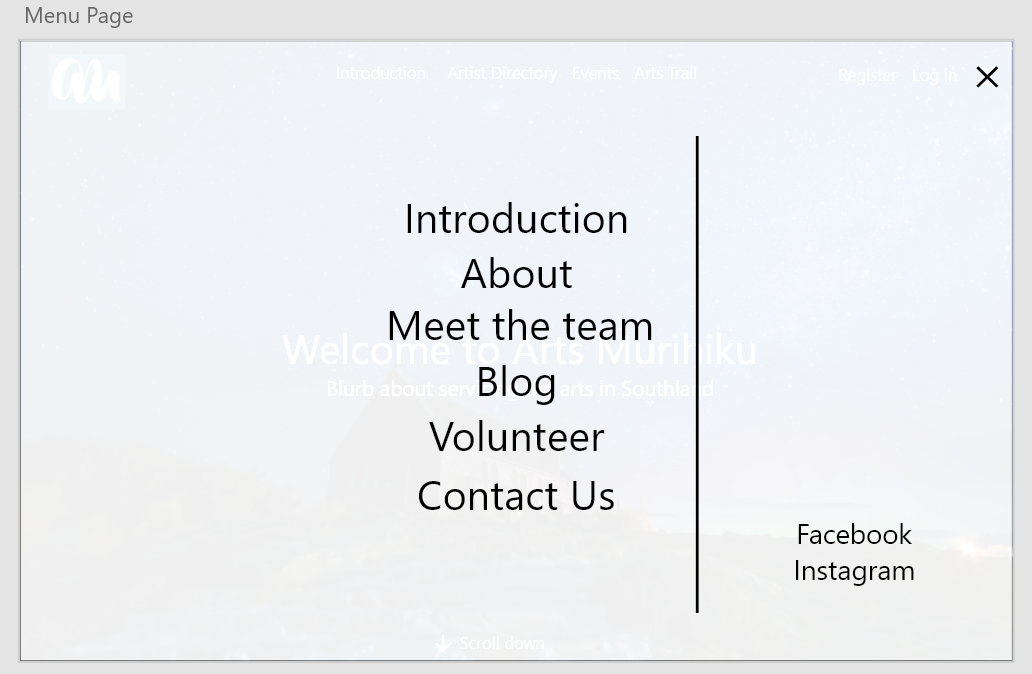 Menu Page
Introduction Artist Directory Events Arts Trail Register Log in
Introduction
About
Meet the team
Welcome to Arts Murihiku
Blog
Blurb about arts in Southland
Volunteer
Contact Us
Facebook
Instagram
Scroll down